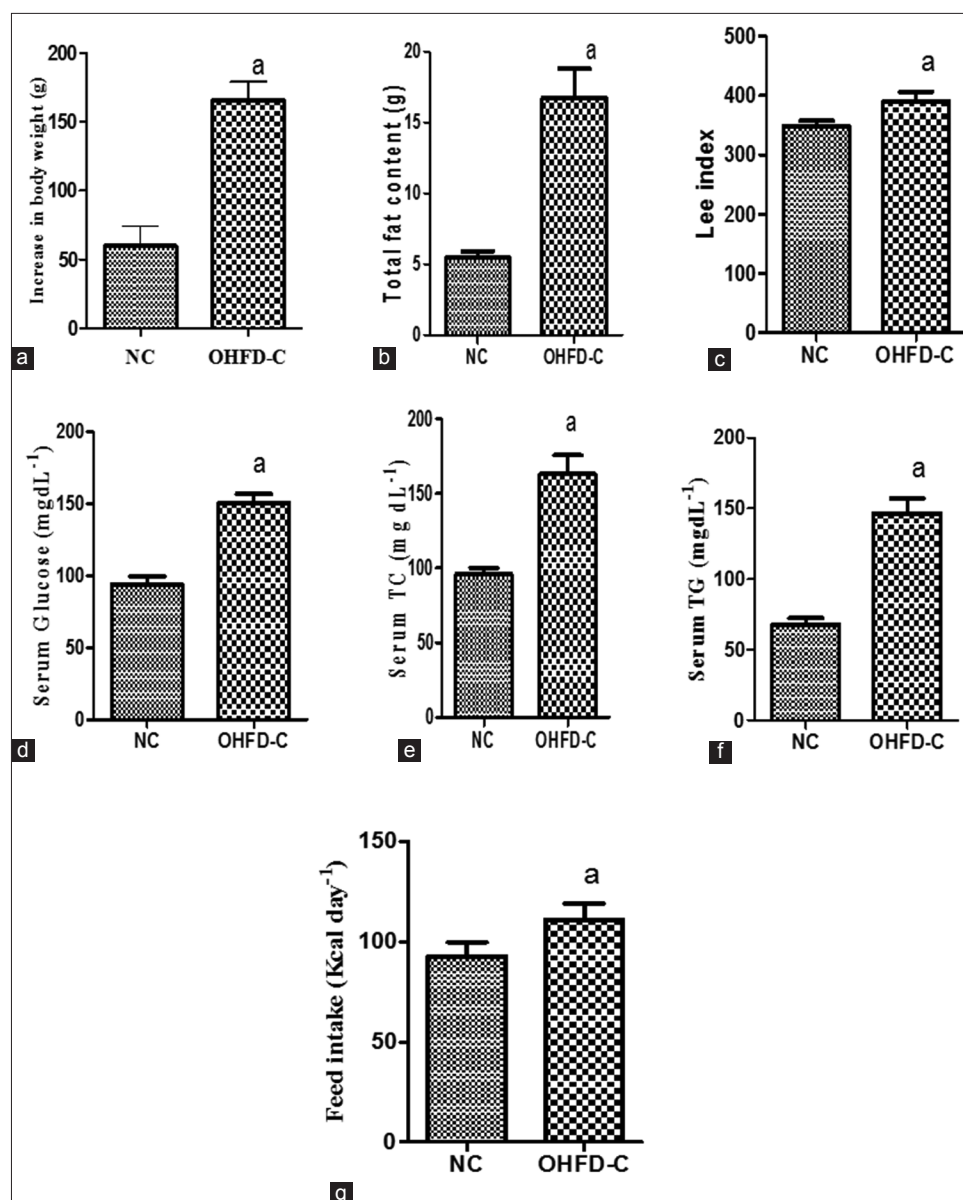 Increase in body weight (g)
200
150
100
50
0
a
NC OHFD-C
a
Total fat content (g)
20
15
10
5
0
a
NC OHFD-C
b
Lee index
500
400
300
200
100
0
a
NC OHFD-C
c
Serum Glucose (mgdL⁻¹)
200
150
100
50
0
a
NC OHFD-C
d
Serum TC (mg dL⁻¹)
200
150
100
50
0
a
NC OHFD-C
e
Serum TG (mgdL⁻¹)
200
150
100
50
0
a
NC OHFD-C
f
Feed intake (Kcal day⁻¹)
150
100
50
0
a
NC OHFD-C
g